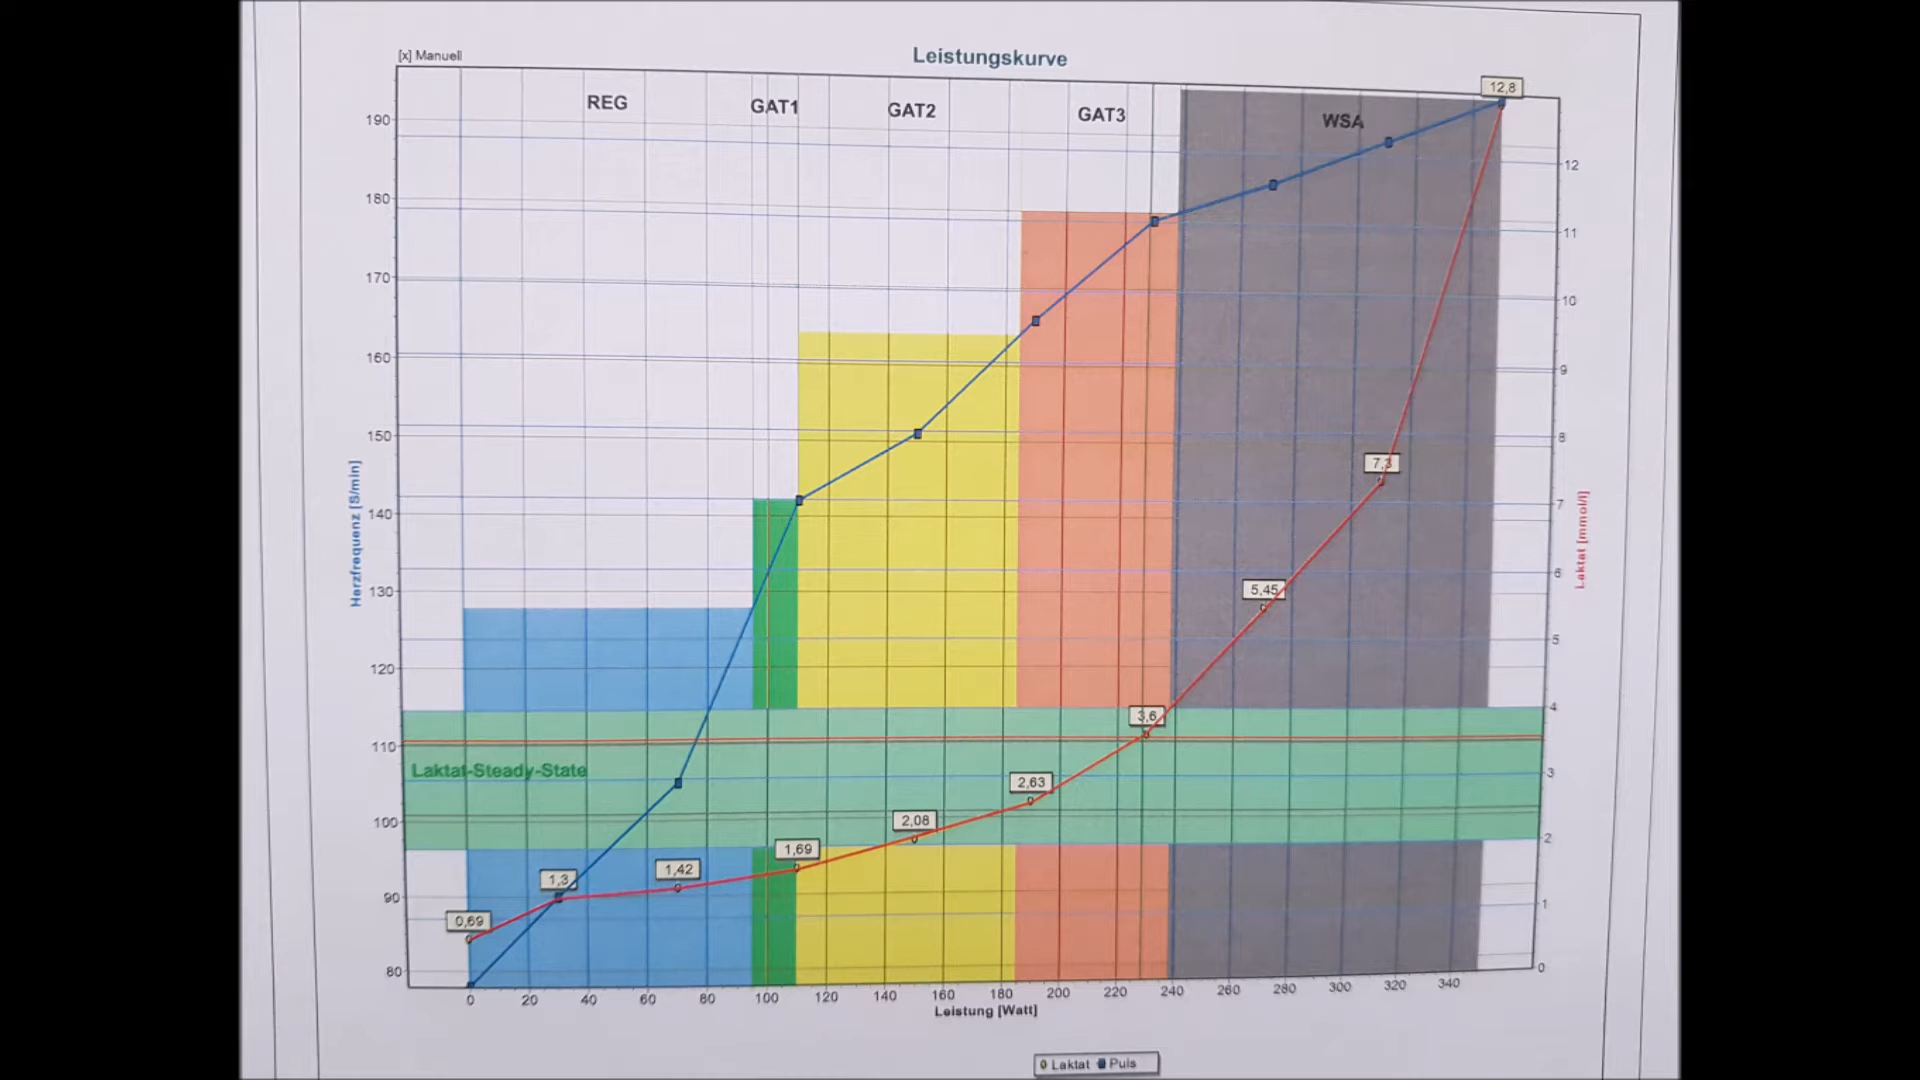 [x] Manuell
Leistungskurve
REG
GAT1
GAT2
GAT3
WSA
12,8
190
180
170
160
150
140
130
120
110
100
90
80
Herzfrequenz [S/min]
12
11
10
9
8
7
6
5
4
3
2
1
0
Laktat [mmol/l]
7,3
5,45
3,6
2,63
2,08
1,69
1,42
1,3
0,69
Laktat-Steady-State
0 20 40 60 80 100 120 140 160 180 200 220 240 260 280 300 320 340
Leistung [Watt]
Laktat Puls